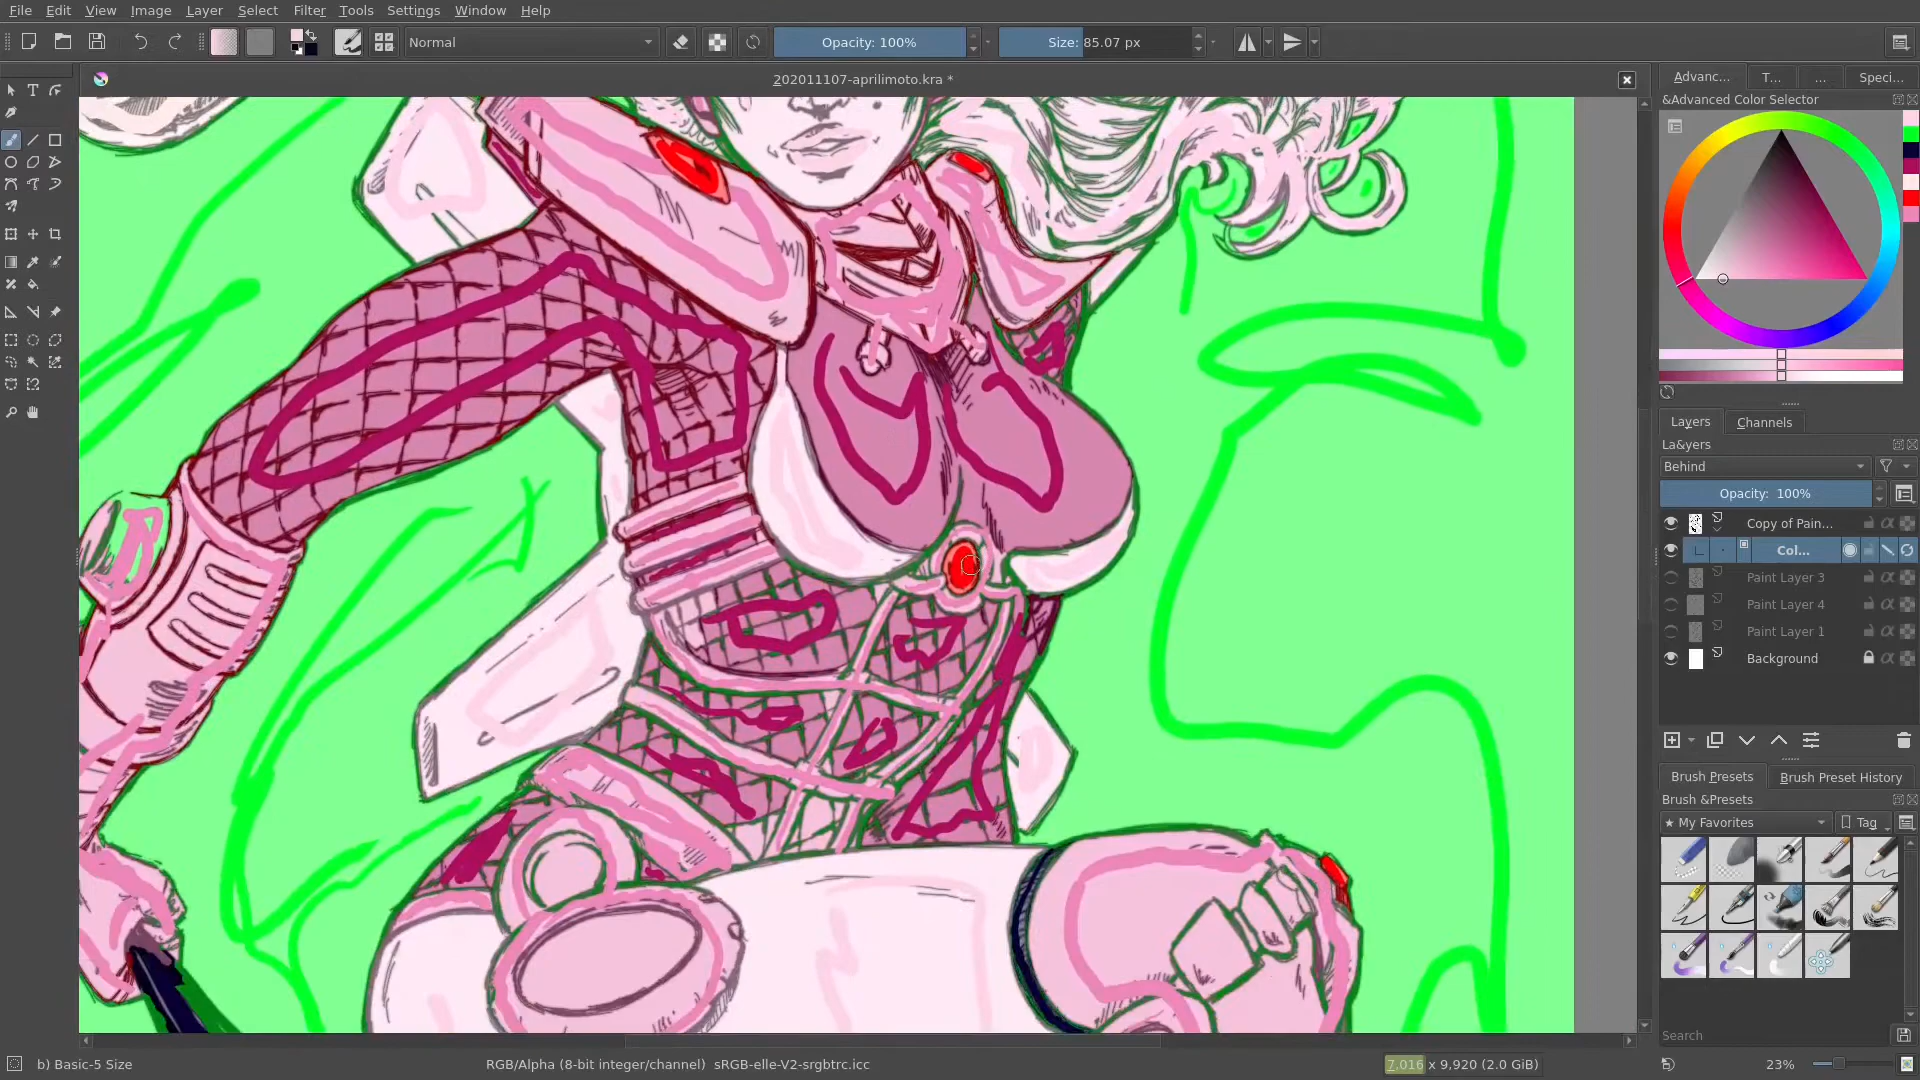 File Edit View Image Layer Select Filter Tools Settings Window Help
Normal Opacity: 100% Size: 85.07 px
202011107-aprilimoto.kra *
Advanc... T... ... Speci...
&Advanced Color Selector
Layers Channels
La&yers
Behind
Opacity: 100%
Copy of Pain...
Col...
Paint Layer 3
Paint Layer 4
Paint Layer 1
Background
Brush Presets Brush Preset History
Brush &Presets
★ My Favorites Tag
Search
b) Basic-5 Size RGB/Alpha (8-bit integer/channel) sRGB-elle-V2-srgbtrc.icc 7,016 x 9,920 (2.0 GiB) 23%